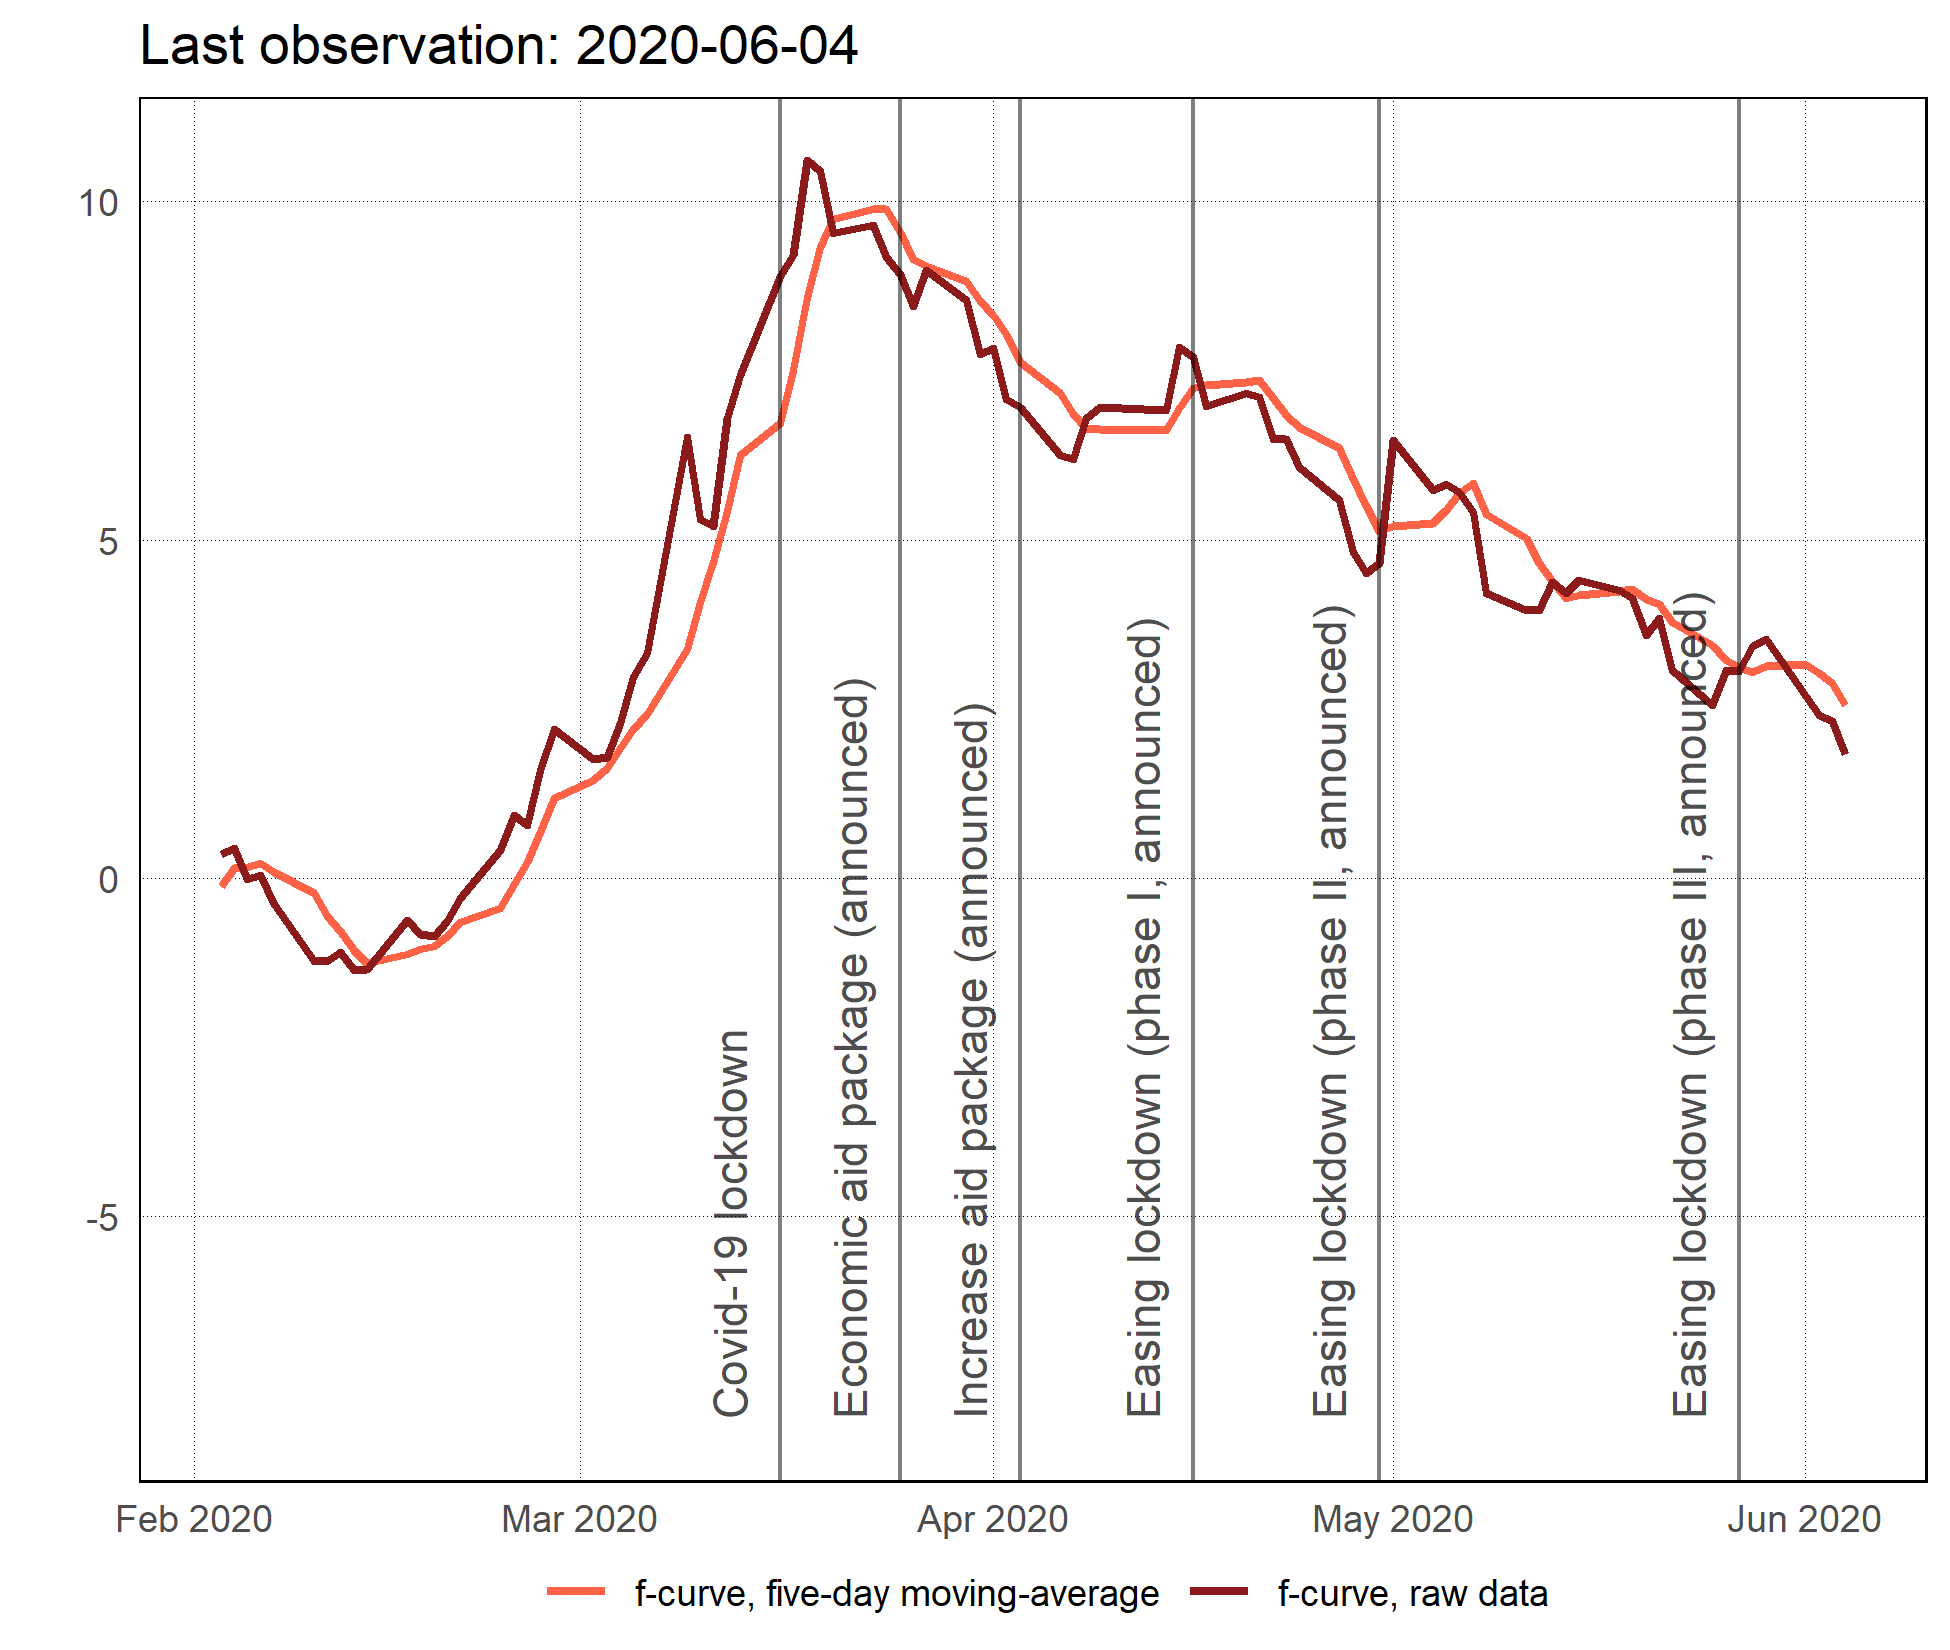 Last observation: 2020-06-04
10
5
0
-5
Covid-19 lockdown
Economic aid package (announced)
Increase aid package (announced)
Easing lockdown (phase I, announced)
Easing lockdown (phase II, announced)
Easing lockdown (phase III, announced)
Feb 2020
Mar 2020
Apr 2020
May 2020
Jun 2020
f-curve, five-day moving-average
f-curve, raw data